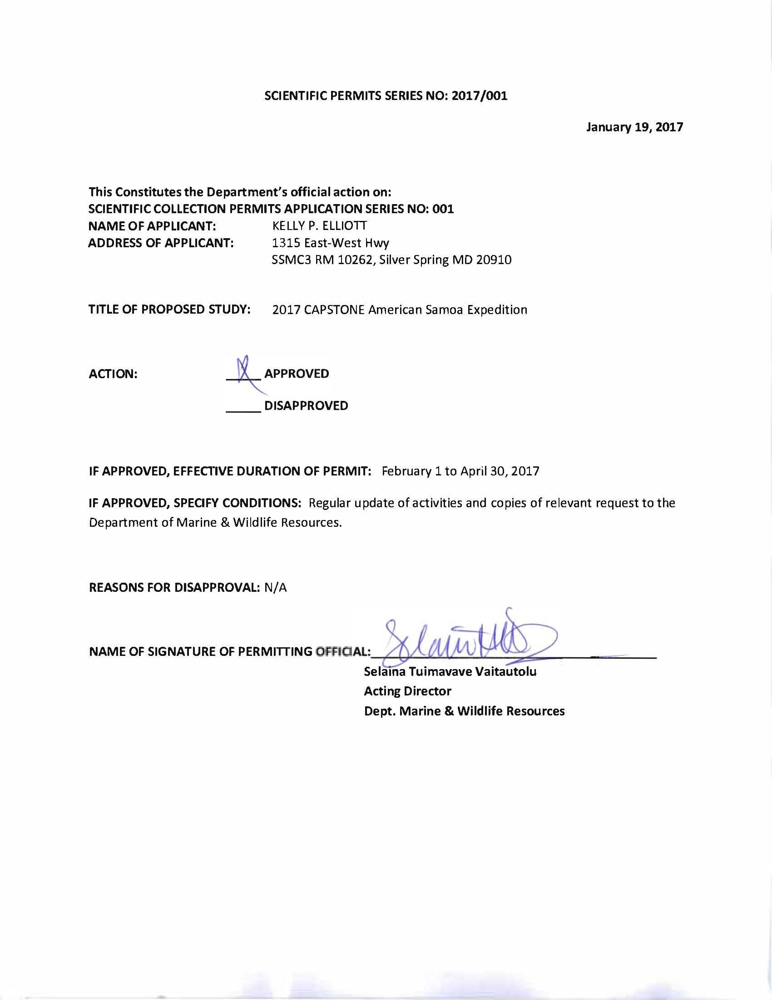 SCIENTIFIC PERMITS SERIES NO: 2017/001
January 19, 2017
This Constitutes the Department's official action on:
SCIENTIFIC COLLECTION PERMITS APPLICATION SERIES NO: 001
NAME OF APPLICANT: KELLY P. ELLIOTT
ADDRESS OF APPLICANT: 1315 East-West Hwy
SSMC3 RM 10262, Silver Spring MD 20910
TITLE OF PROPOSED STUDY: 2017 CAPSTONE American Samoa Expedition
ACTION: APPROVED
DISAPPROVED
IF APPROVED, EFFECTIVE DURATION OF PERMIT: February 1 to April 30, 2017
IF APPROVED, SPECIFY CONDITIONS: Regular update of activities and copies of relevant request to the
Department of Marine & Wildlife Resources.
REASONS FOR DISAPPROVAL: N/A
NAME OF SIGNATURE OF PERMITTING OFFICIAL:
Selaina Tuimavave Vaitautolu
Acting Director
Dept. Marine & Wildlife Resources